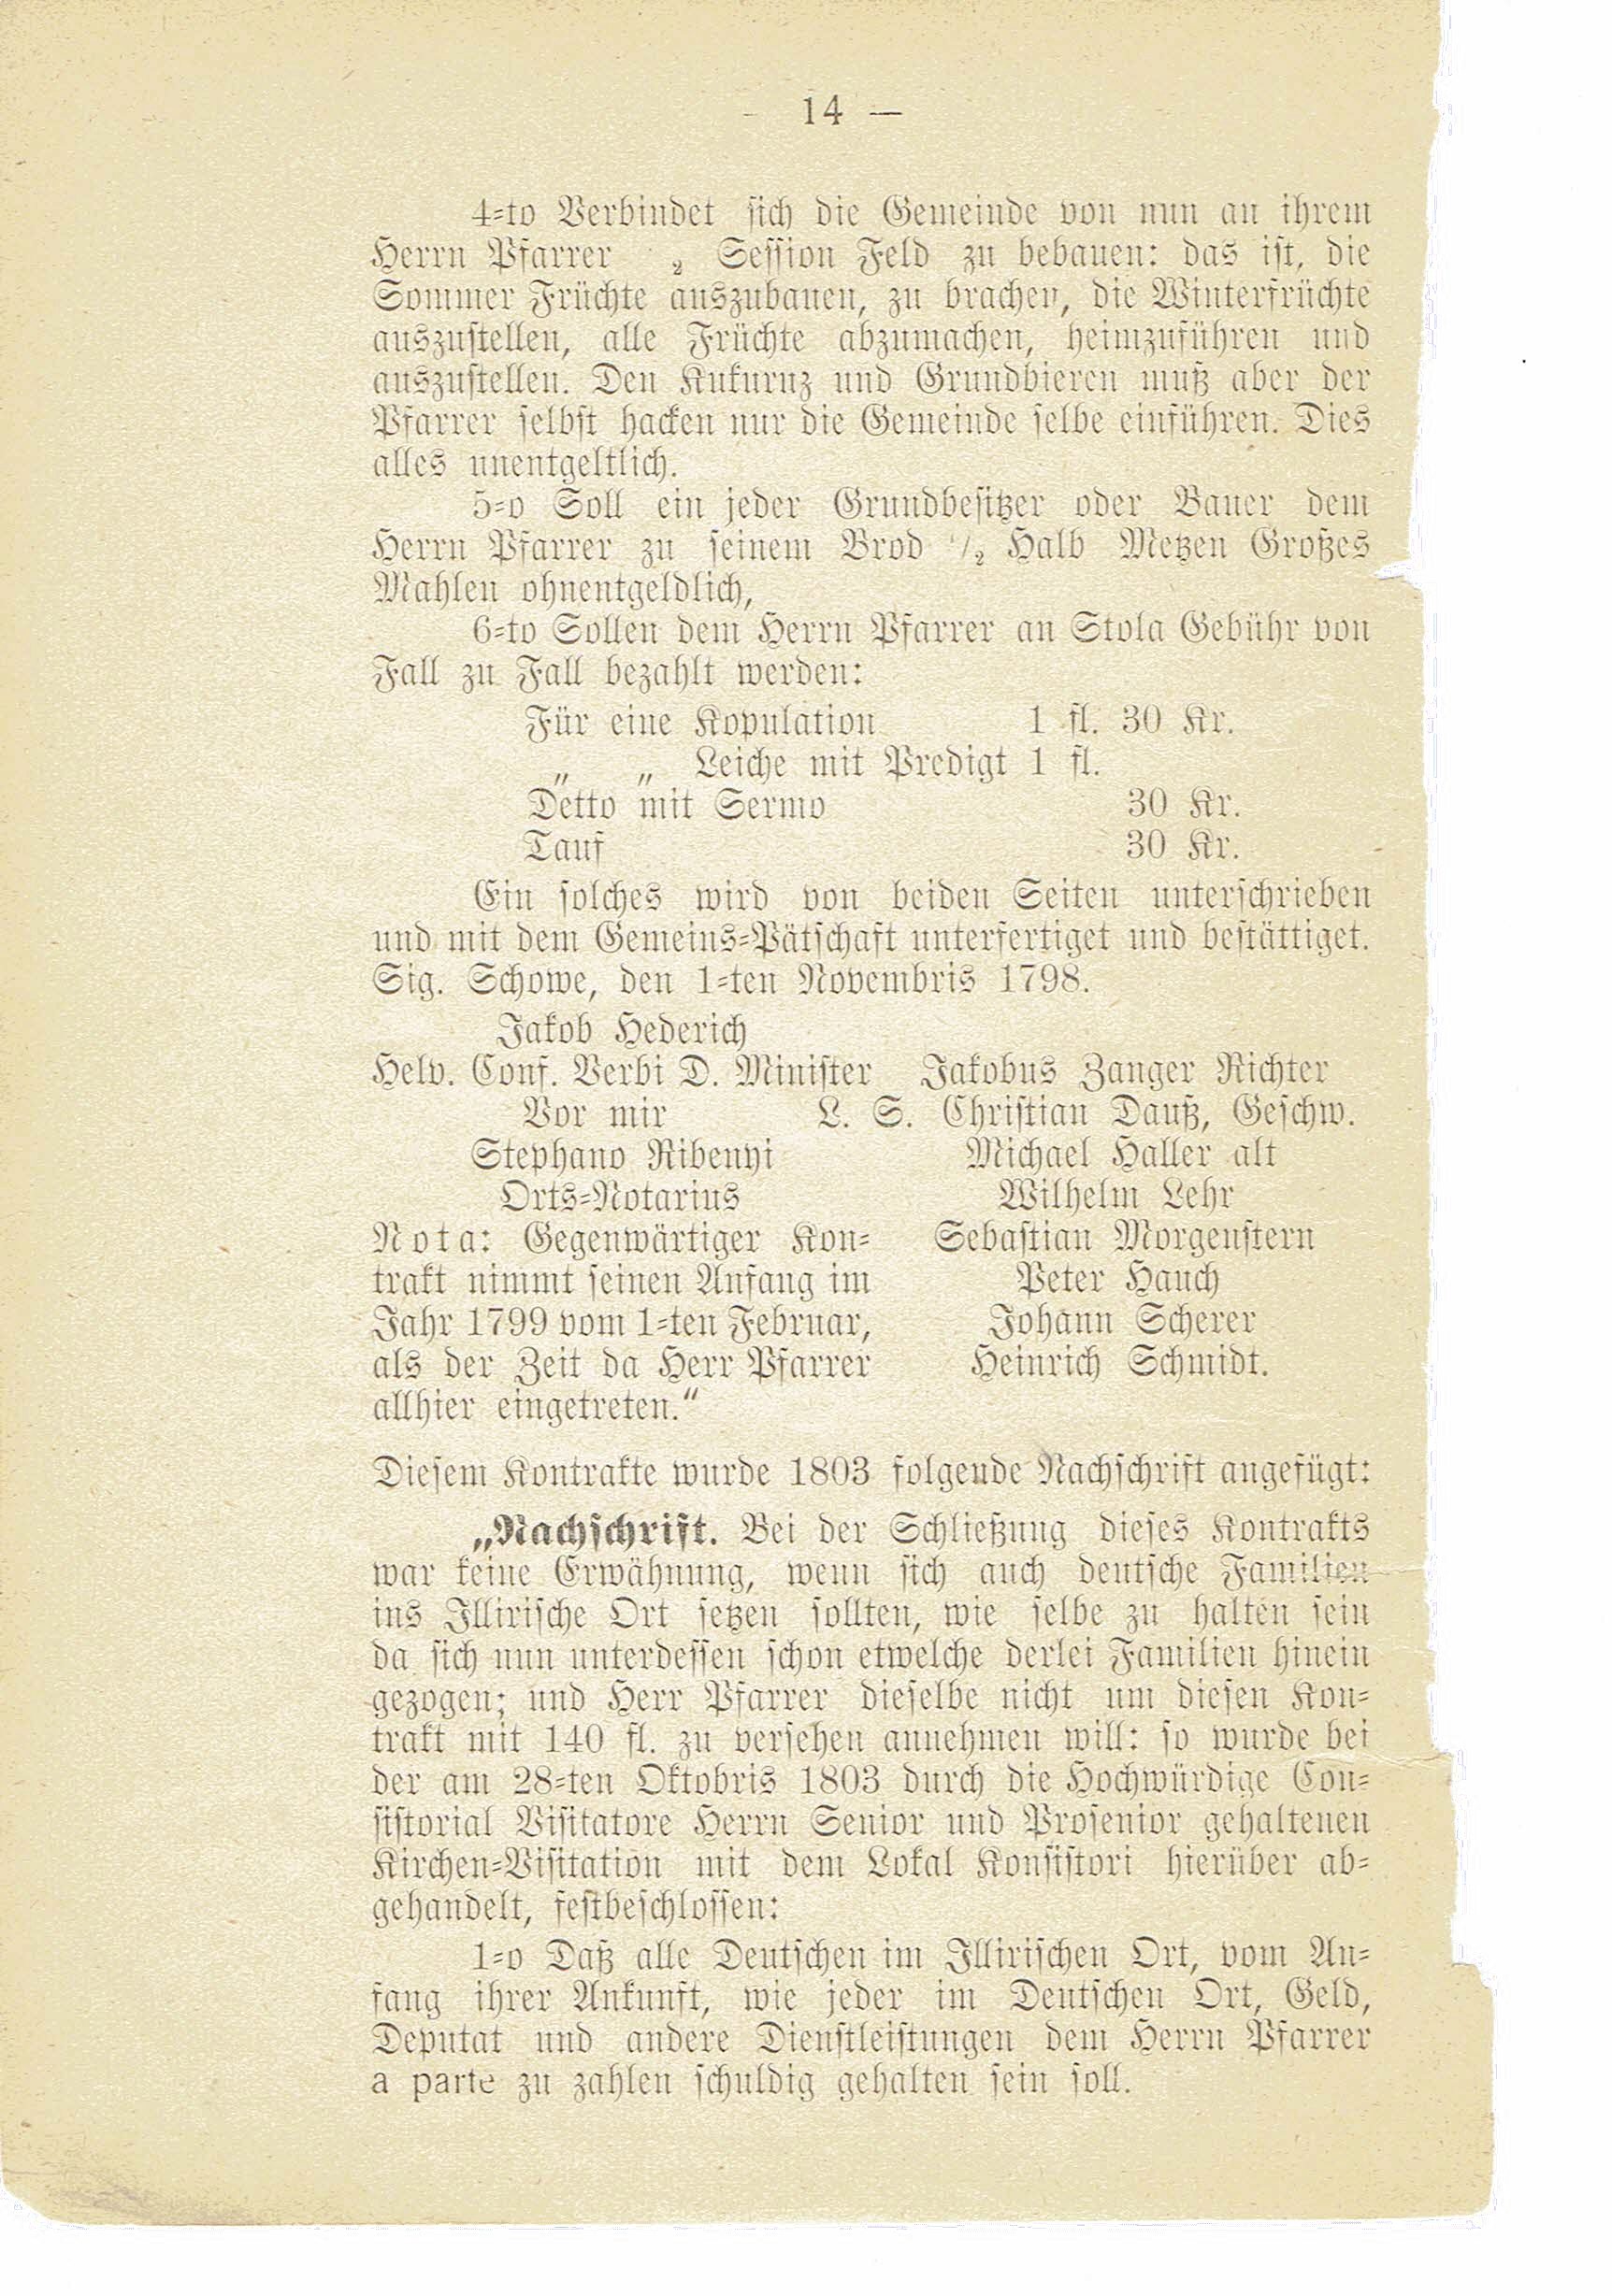 14 —
4=to Verbindet sich die Gemeinde von nun an ihrem
Herrn Pfarrer 2 Session Feld zu bebauen: das ist, die
Sommer Früchte auszubauen, zu brachen, die Winterfrüchte
auszustellen, alle Früchte abzumachen, heimzuführen und
auszustellen. Den Kukuruz und Grundbieren muß aber der
Pfarrer selbst hacken nur die Gemeinde selbe einführen. Dies
alles unentgeltlich.
5=o Soll ein jeder Grundbesitzer oder Bauer dem
Herrn Pfarrer zu seinem Brod 1/2 Halb Metzen Großes
Mahlen ohnentgeldlich,
6=to Sollen dem Herrn Pfarrer an Stola Gebühr von
Fall zu Fall bezahlt werden:
Für eine Kopulation 1 fl. 30 Kr.
„ „ Leiche mit Predigt 1 fl.
Detto mit Sermo 30 Kr.
Tauf 30 Kr.
Ein solches wird von beiden Seiten unterschrieben
und mit dem Gemeins=Pätschaft unterfertiget und bestättiget.
Sig. Schowe, den 1=ten Novembris 1798.
Jakob Hederich
Helv. Conf. Verbi D. Minister Jakobus Zanger Richter
Vor mir L. S. Christian Dauß, Geschw.
Stephano Ribenyi Michael Haller alt
Orts=Notarius Wilhelm Lehr
Nota: Gegenwärtiger Kon= Sebastian Morgenstern
trakt nimmt seinen Anfang im Peter Hauch
Jahr 1799 vom 1=ten Februar, Johann Scherer
als der Zeit da Herr Pfarrer Heinrich Schmidt.
allhier eingetreten.“
Diesem Kontrakte wurde 1803 folgende Nachschrift angefügt:
„Nachschrift. Bei der Schließung dieses Kontrakts
war keine Erwähnung, wenn sich auch deutsche Familien
ins Illirische Ort setzen sollten, wie selbe zu halten sein
da sich nun unterdessen schon etwelche derlei Familien hinein
gezogen; und Herr Pfarrer dieselbe nicht um diesen Kon=
trakt mit 140 fl. zu versehen annehmen will: so wurde bei
der am 28=ten Oktobris 1803 durch die Hochwürdige Con=
sistorial Visitatore Herrn Senior und Prosenior gehaltenen
Kirchen=Visitation mit dem Lokal Konsistori hierüber ab=
gehandelt, festbeschlossen:
1=o Daß alle Deutschen im Illirischen Ort, vom An=
fang ihrer Ankunft, wie jeder im Deutschen Ort, Geld,
Deputat und andere Dienstleistungen dem Herrn Pfarrer
a parte zu zahlen schuldig gehalten sein soll.